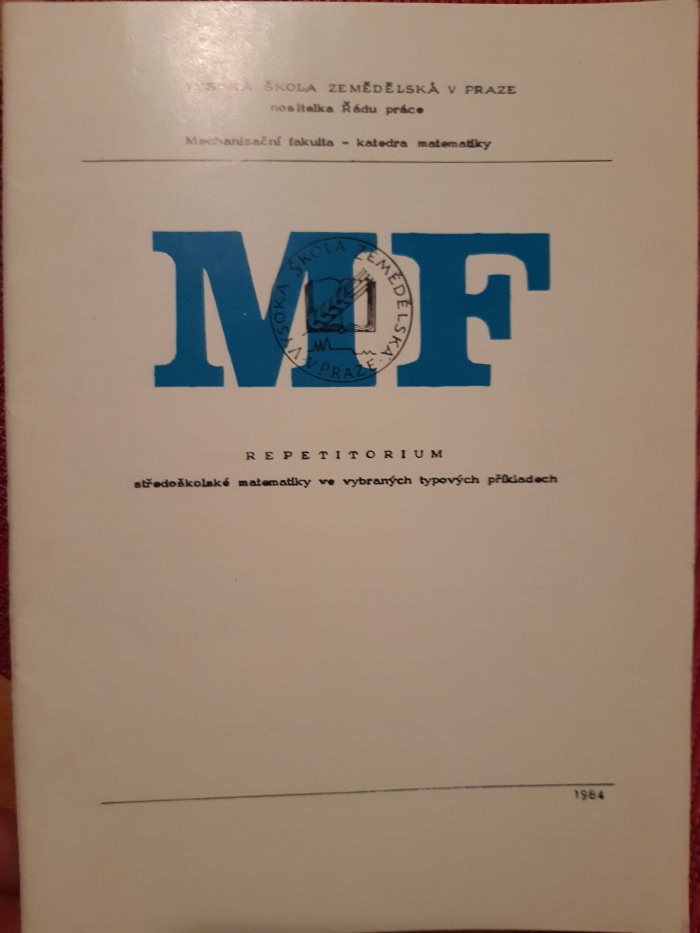 VYSOKÁ ŠKOLA ZEMĚDĚLSKÁ V PRAZE
nositelka Řádu práce
Mechanizační fakulta - katedra matematiky
MF
VYSOKÁ ŠKOLA ZEMĚDĚLSKÁ
V PRAZE
REPETITORIUM
středoškolské matematiky ve vybraných typových příkladech
1984